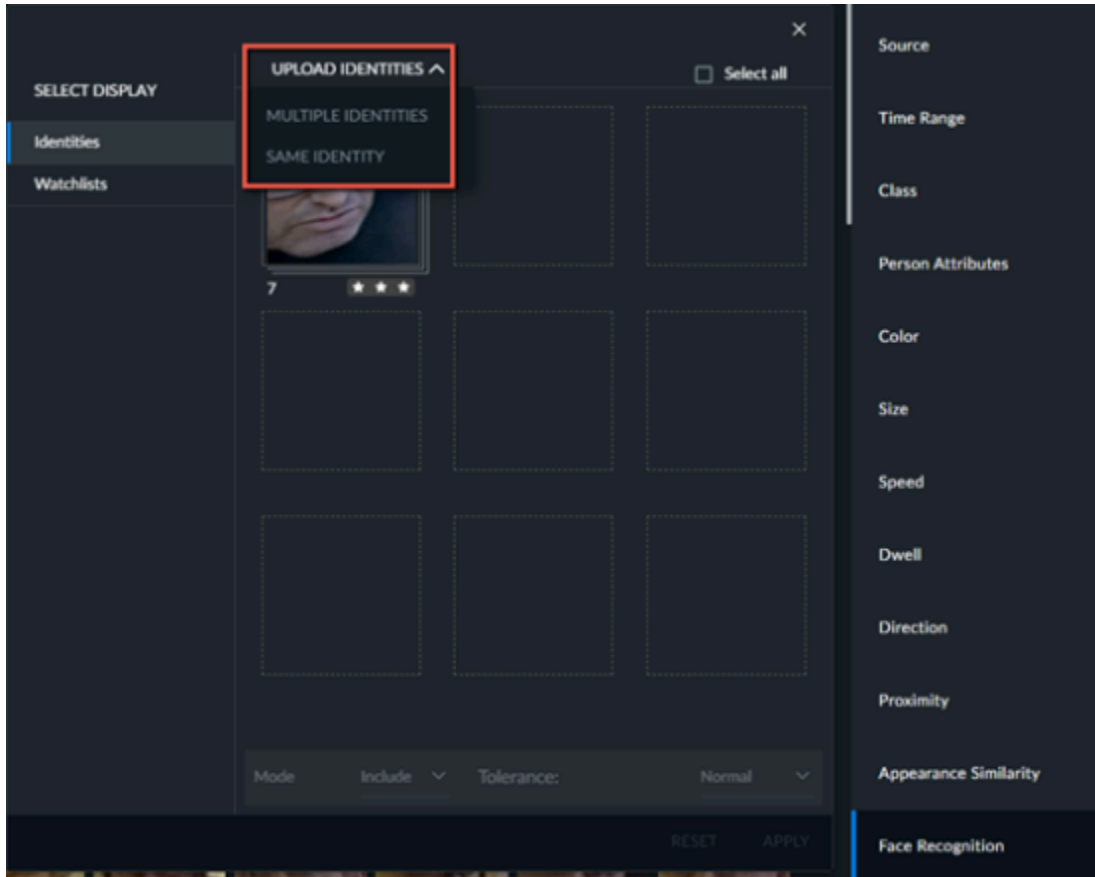 SELECT DISPLAY
Identities
Watchlists
UPLOAD IDENTITIES
Select all
MULTIPLE IDENTITIES
SAME IDENTITY
7
Mode
Include
Tolerance:
Normal
RESET
APPLY
Source
Time Range
Class
Person Attributes
Color
Size
Speed
Dwell
Direction
Proximity
Appearance Similarity
Face Recognition